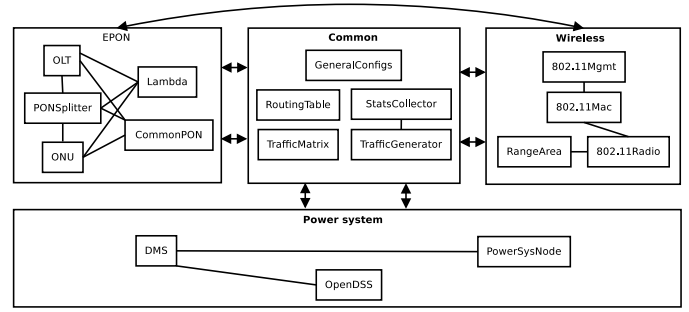 EPON
OLT
Lambda
PONSplitter
CommonPON
ONU
Common
GeneralConfigs
RoutingTable
StatsCollector
TrafficMatrix
TrafficGenerator
Wireless
802.11Mgmt
802.11Mac
RangeArea
802.11Radio
Power system
DMS
PowerSysNode
OpenDSS